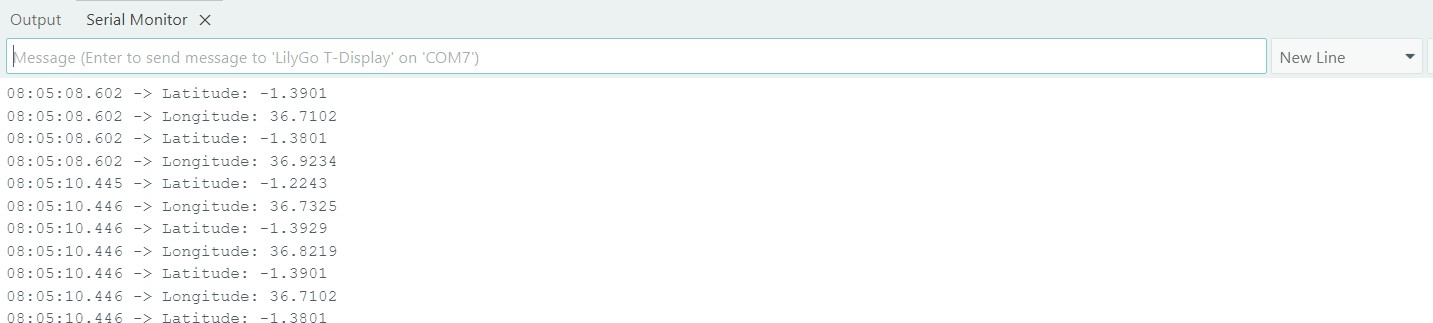 Output Serial Monitor ×
Message (Enter to send message to 'LilyGo T-Display' on 'COM7') New Line
08:05:08.602 -> Latitude: -1.3901
08:05:08.602 -> Longitude: 36.7102
08:05:08.602 -> Latitude: -1.3801
08:05:08.602 -> Longitude: 36.9234
08:05:10.445 -> Latitude: -1.2243
08:05:10.446 -> Longitude: 36.7325
08:05:10.446 -> Latitude: -1.3929
08:05:10.446 -> Longitude: 36.8219
08:05:10.446 -> Latitude: -1.3901
08:05:10.446 -> Longitude: 36.7102
08:05:10.446 -> Latitude: -1.3801